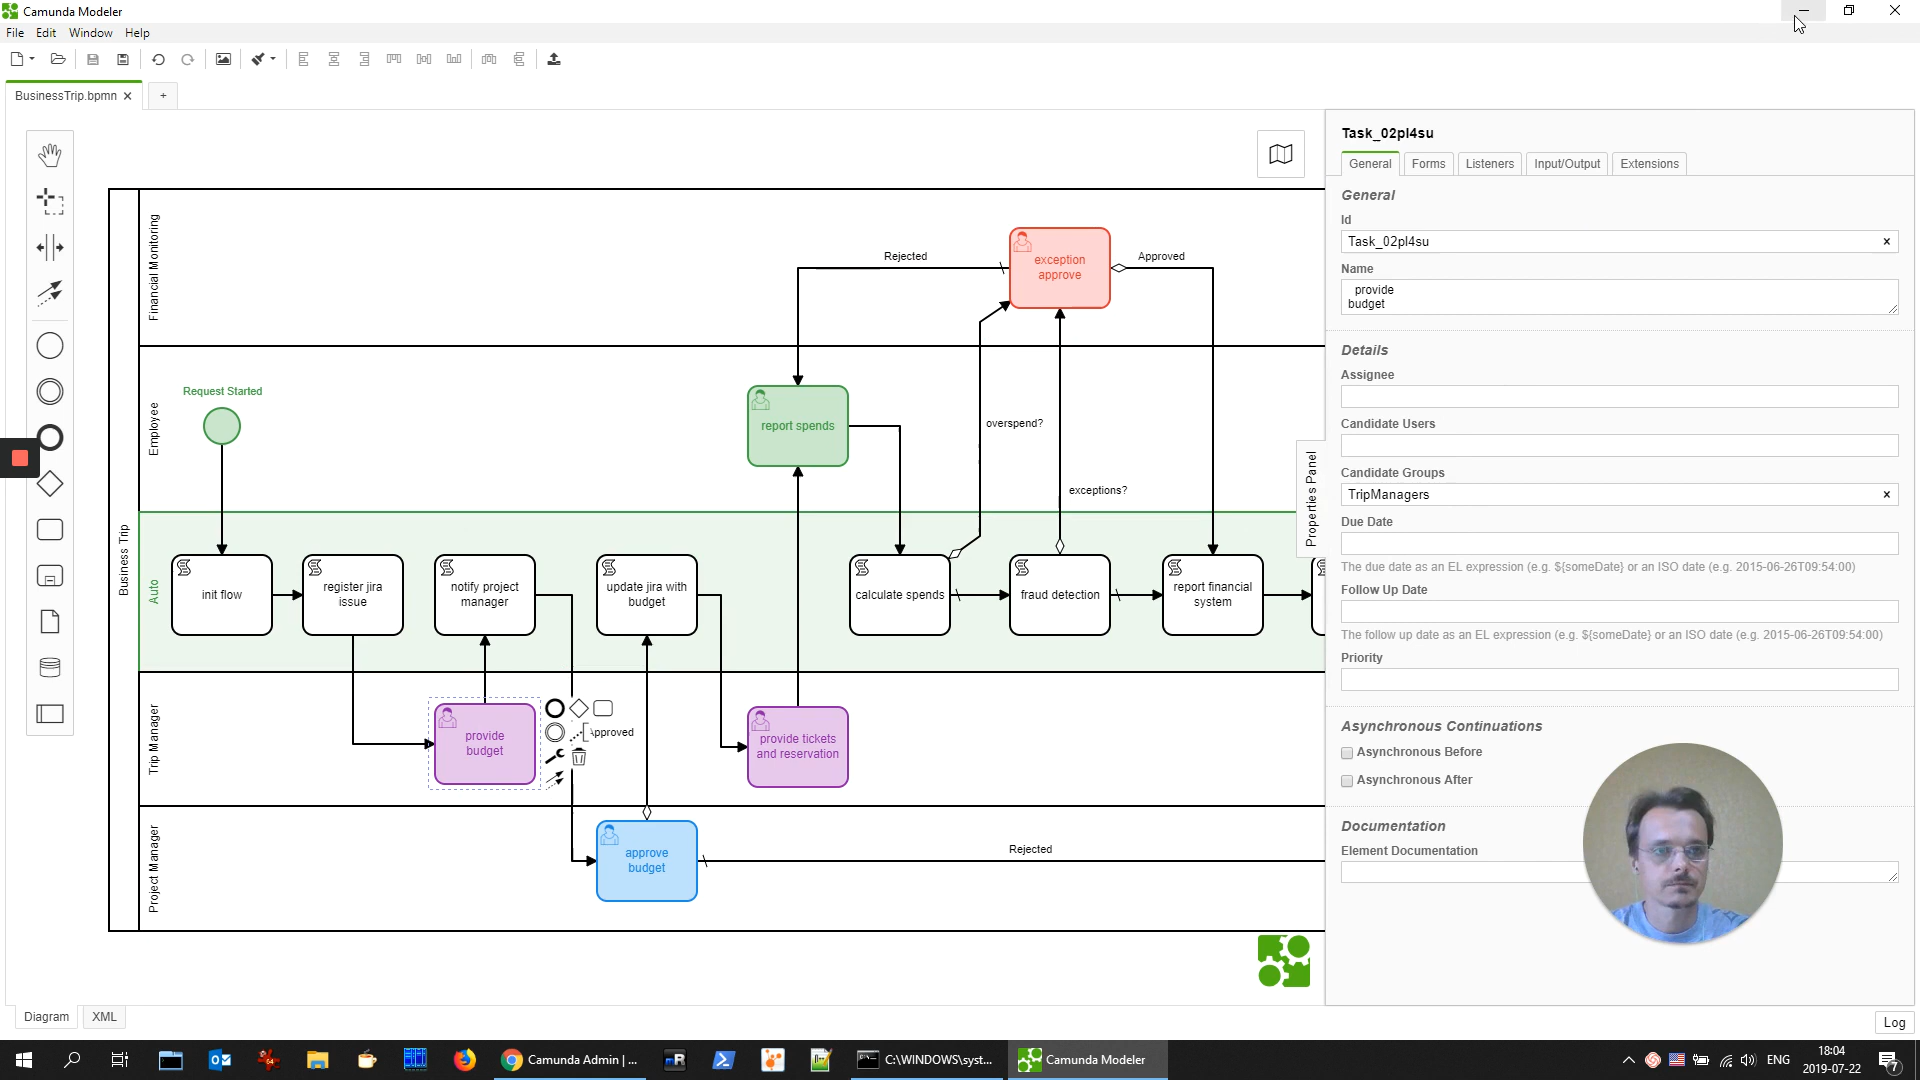 Camunda Modeler
File Edit Window Help
BusinessTrip.bpmn × +
Business Trip
Financial Monitoring
Rejected
exception
approve
Approved
Employee
Request Started
report spends
overspend?
exceptions?
Auto
init flow
register jira
issue
notify project
manager
update jira with
budget
calculate spends
fraud detection
report financial
system
Trip Manager
provide
budget
Approved
provide tickets
and reservation
Project Manager
approve
budget
Rejected
Properties Panel
Task_02pl4su
General Forms Listeners Input/Output Extensions
General
Id
Task_02pl4su ×
Name
provide
budget
Details
Assignee
Candidate Users
Candidate Groups
TripManagers ×
Due Date
The due date as an EL expression (e.g. ${someDate} or an ISO date (e.g. 2015-06-26T09:54:00)
Follow Up Date
The follow up date as an EL expression (e.g. ${someDate} or an ISO date (e.g. 2015-06-26T09:54:00)
Priority
Asynchronous Continuations
Asynchronous Before
Asynchronous After
Documentation
Element Documentation
Diagram XML
Log
64
Camunda Admin | ...
C:\WINDOWS\syst...
Camunda Modeler
ENG
18:04
2019-07-22
7